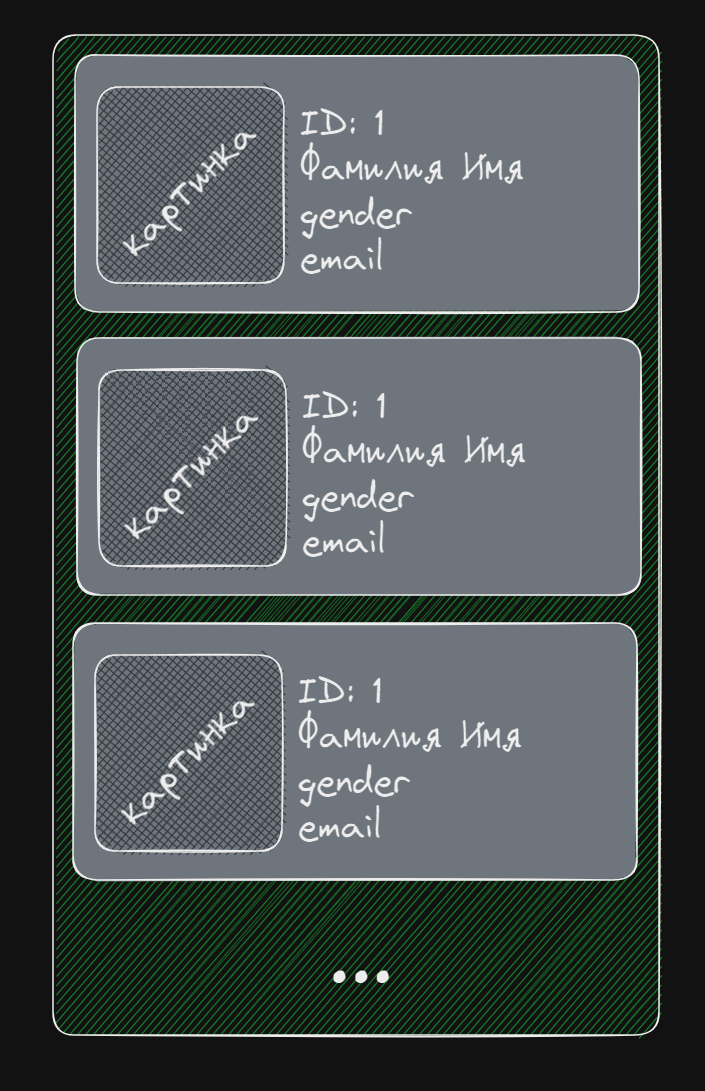 картинка
ID: 1
Фамилия Имя
gender
email
картинка
ID: 1
Фамилия Имя
gender
email
картинка
ID: 1
Фамилия Имя
gender
email
...